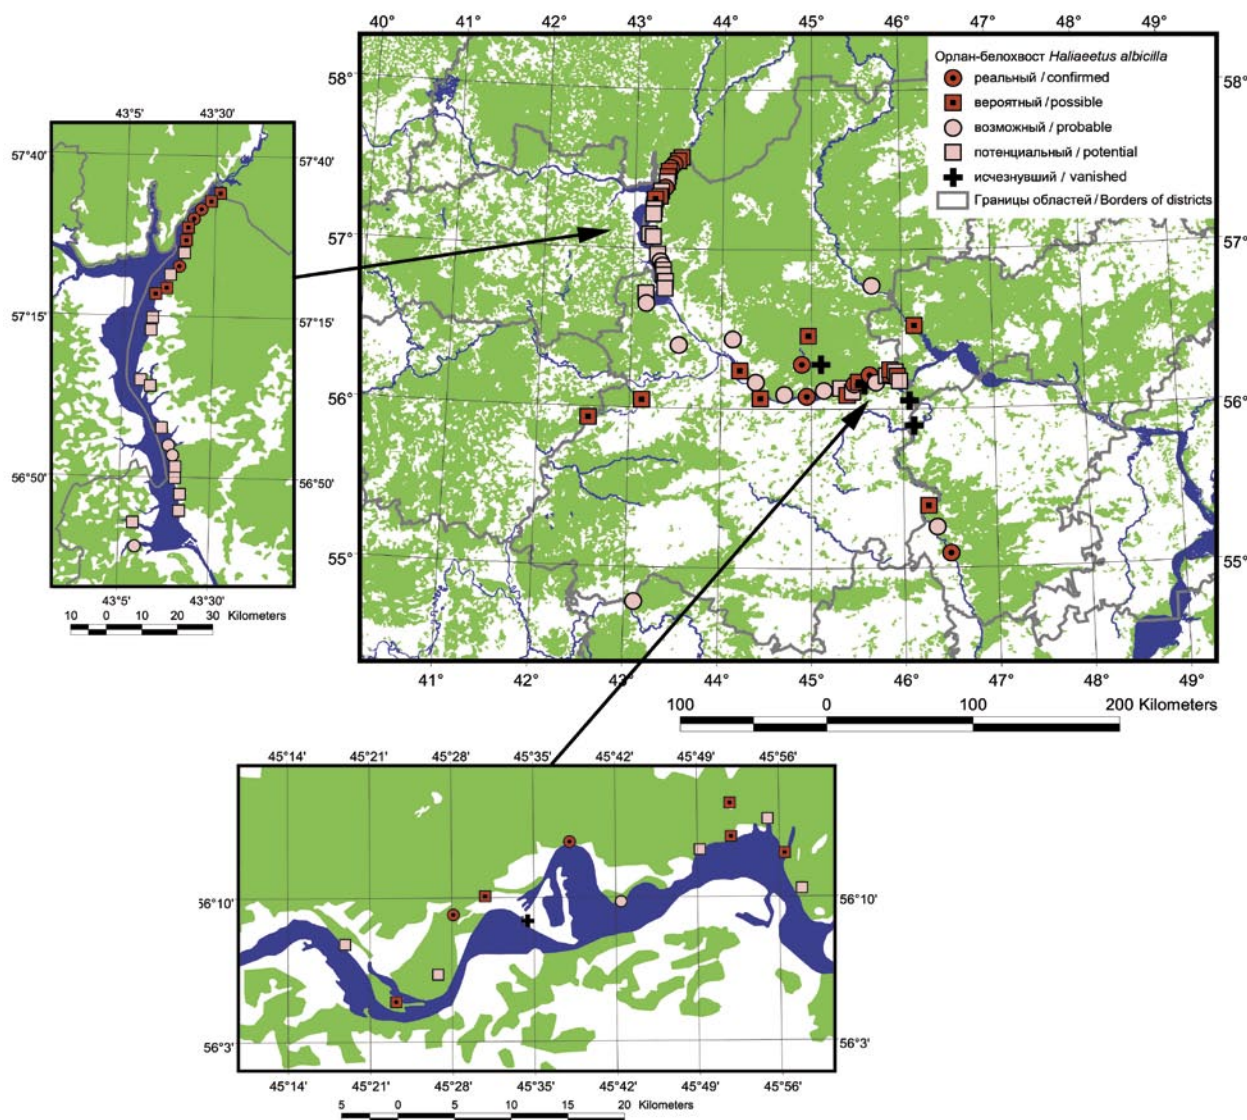 40° 41° 42° 43° 44° 45° 46° 47° 48° 49°
58°
57°
56°
55°
58°
57°
56°
55°
41° 42° 43° 44° 45° 46° 47° 48° 49°
Орлан-белохвост Haliaeetus albicilla
реальный / confirmed
вероятный / possible
возможный / probable
потенциальный / potential
исчезнувший / vanished
Границы областей / Borders of districts
100 0 100 200 Kilometers
43°5' 43°30'
57°40'
57°15'
56°50'
57°40'
57°15'
56°50'
43°5' 43°30'
10 0 10 20 30 Kilometers
45°14' 45°21' 45°28' 45°35' 45°42' 45°49' 45°56'
56°10'
56°3'
56°10'
56°3'
45°14' 45°21' 45°28' 45°35' 45°42' 45°49' 45°56'
5 0 5 10 15 20 Kilometers